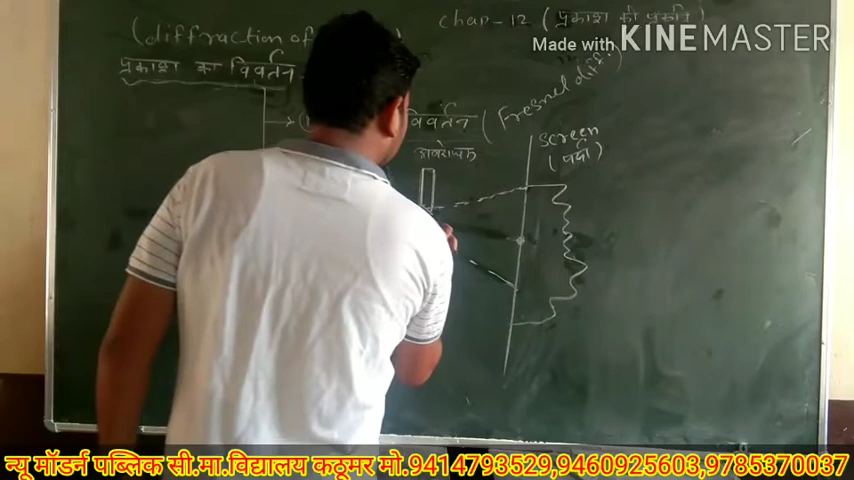 (diffraction of
chap-12 (प्रकाश की प्रकृति)
Made with KINEMASTER
प्रकाश का विवर्तन
विवर्तन (Fresnel diff.)
अवरोधक
screen
(पर्दा)
न्यू मॉडर्न पब्लिक सी.मा.विद्यालय कठूमर मो.9414793529,9460925603,9785370037